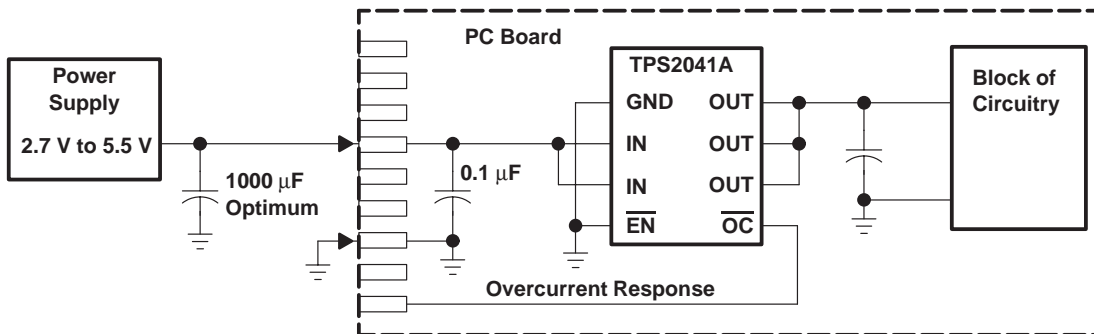 PC Board
Power
Supply
2.7 V to 5.5 V
1000 μF
Optimum
0.1 μF
TPS2041A
GND OUT
IN OUT
IN OUT
EN OC
Block of
Circuitry
Overcurrent Response